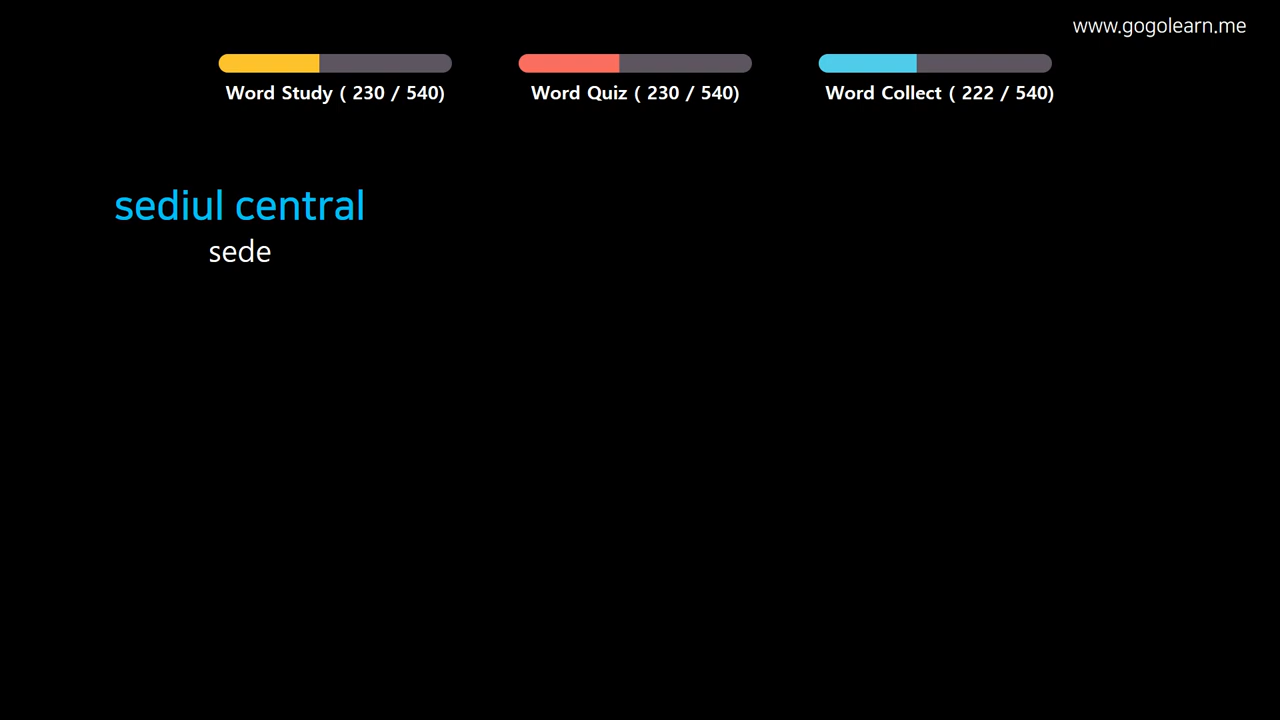 www.gogolearn.me
Word Study ( 230 / 540)
Word Quiz ( 230 / 540)
Word Collect ( 222 / 540)
sediul central
sede